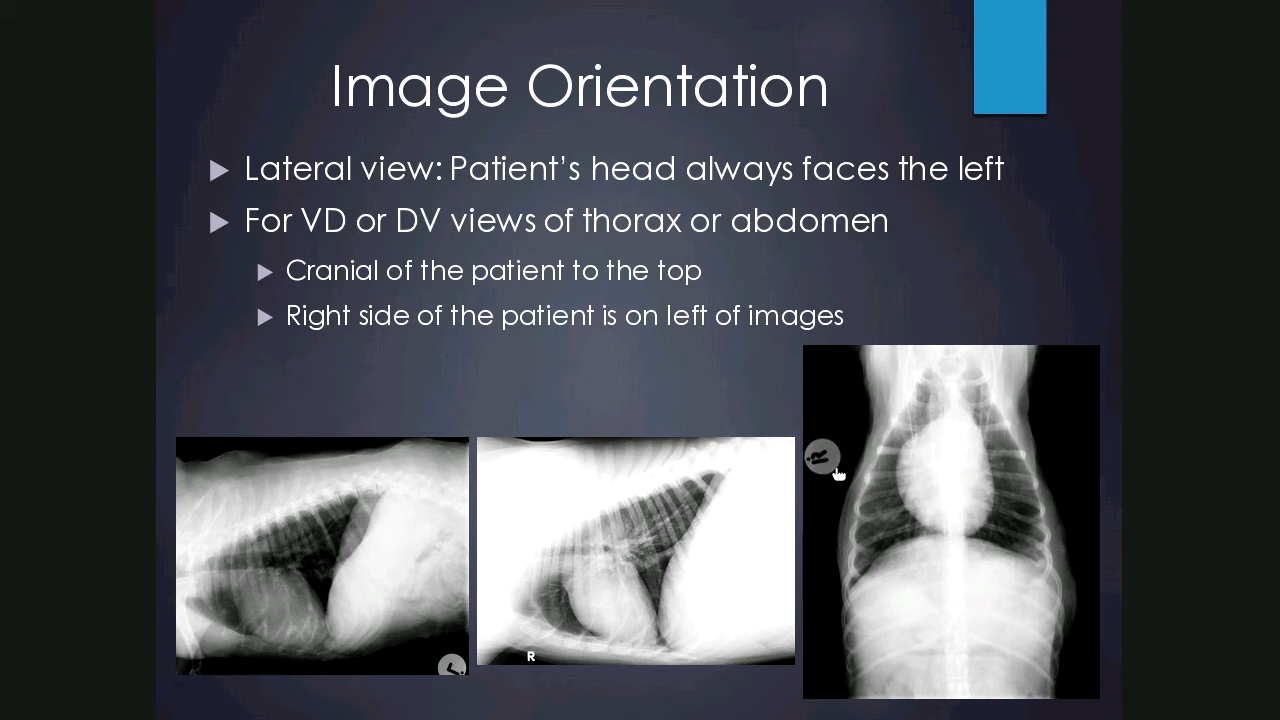 Image Orientation
Lateral view: Patient's head always faces the left
For VD or DV views of thorax or abdomen
Cranial of the patient to the top
Right side of the patient is on left of images
R
R
L